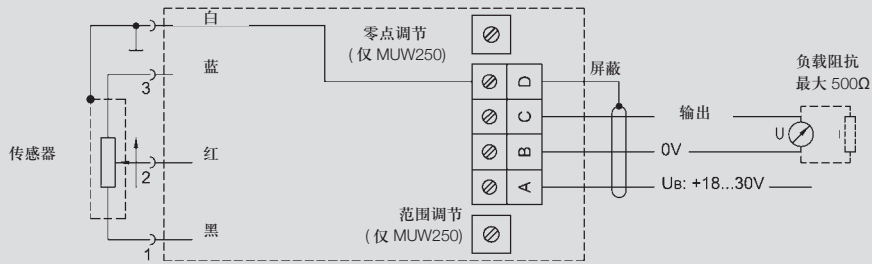 白
零点调节
(仅 MUW250)
蓝
3
屏蔽
负载阻抗
最大 500Ω
D
C
输出
U
I
传感器
红
2
B
0V
A
UB: +18...30V
范围调节
(仅 MUW250)
黑
1